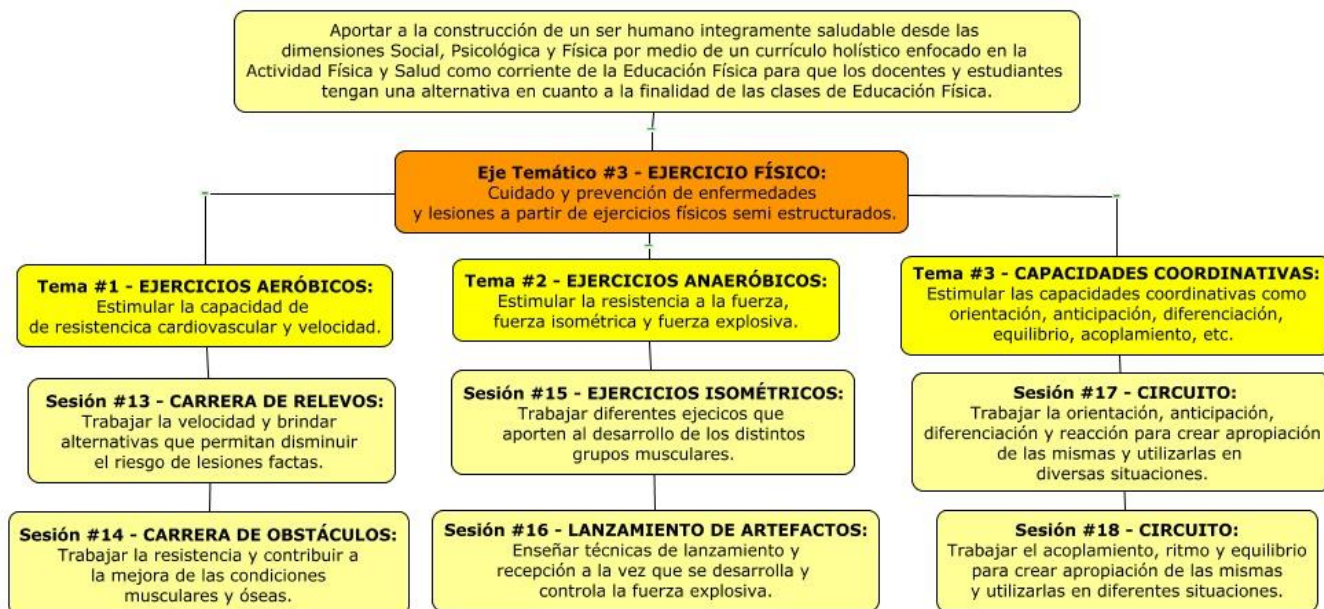 Aportar a la construcción de un ser humano integramente saludable desde las
dimensiones Social, Psicológica y Física por medio de un currículo holístico enfocado en la
Actividad Física y Salud como corriente de la Educación Física para que los docentes y estudiantes
tengan una alternativa en cuanto a la finalidad de las clases de Educación Física.
Eje Temático #3 - EJERCICIO FÍSICO:
Cuidado y prevención de enfermedades
y lesiones a partir de ejercicios físicos semi estructurados.
Tema #1 - EJERCICIOS AERÓBICOS:
Estimular la capacidad de
de resistencica cardiovascular y velocidad.
Sesión #13 - CARRERA DE RELEVOS:
Trabajar la velocidad y brindar
alternativas que permitan disminuir
el riesgo de lesiones factas.
Sesión #14 - CARRERA DE OBSTÁCULOS:
Trabajar la resistencia y contribuir a
la mejora de las condiciones
musculares y óseas.
Tema #2 - EJERCICIOS ANAERÓBICOS:
Estimular la resistencia a la fuerza,
fuerza isométrica y fuerza explosiva.
Sesión #15 - EJERCICIOS ISOMÉTRICOS:
Trabajar diferentes ejecicos que
aporten al desarrollo de los distintos
grupos musculares.
Sesión #16 - LANZAMIENTO DE ARTEFACTOS:
Enseñar técnicas de lanzamiento y
recepción a la vez que se desarrolla y
controla la fuerza explosiva.
Tema #3 - CAPACIDADES COORDINATIVAS:
Estimular las capacidades coordinativas como
orientación, anticipación, diferenciación,
equilibrio, acoplamiento, etc.
Sesión #17 - CIRCUITO:
Trabajar la orientación, anticipación,
diferenciación y reacción para crear apropiación
de las mismas y utilizarlas en
diversas situaciones.
Sesión #18 - CIRCUITO:
Trabajar el acoplamiento, ritmo y equilibrio
para crear apropiación de las mismas
y utilizarlas en diferentes situaciones.